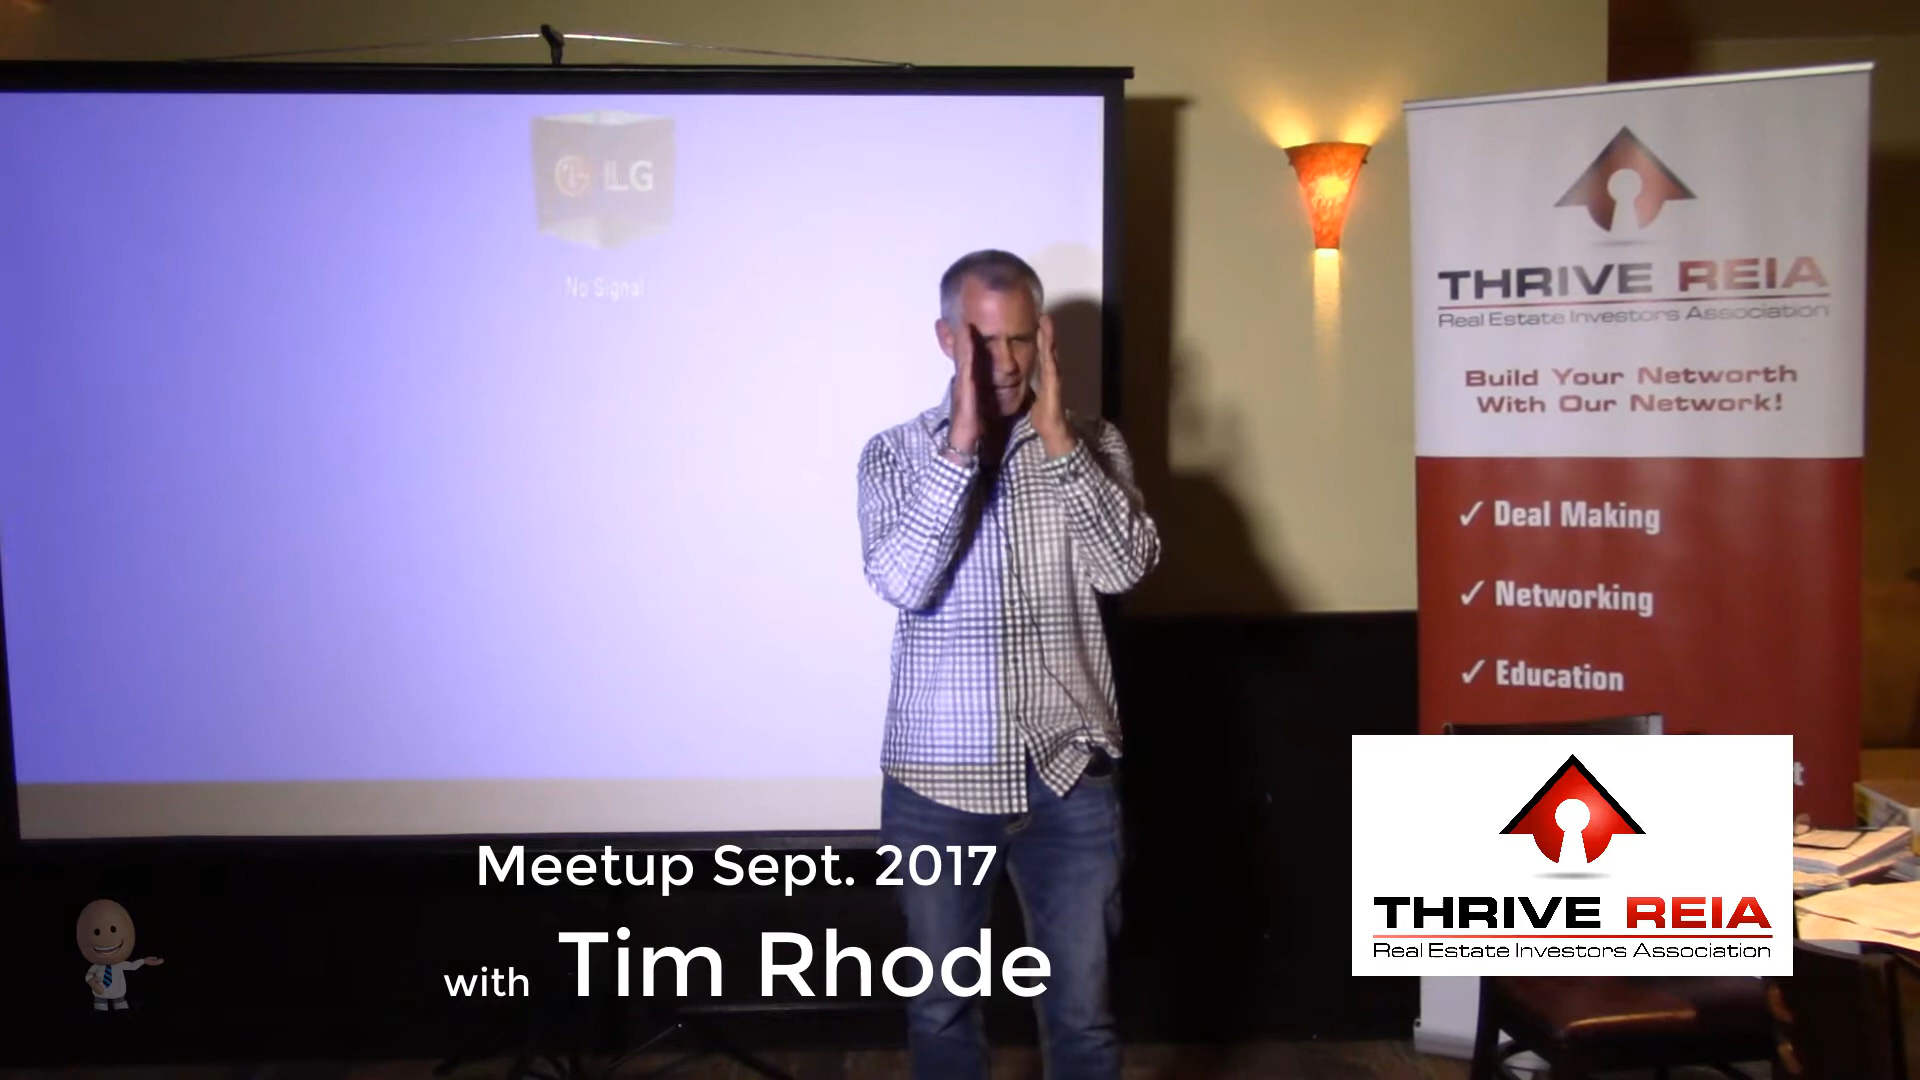 LG
No Signal
THRIVE REIA
Real Estate Investors Association
Build Your Networth
With Our Network!
✓ Deal Making
✓ Networking
✓ Education
t
Meetup Sept. 2017
with Tim Rhode
THRIVE REIA
Real Estate Investors Association